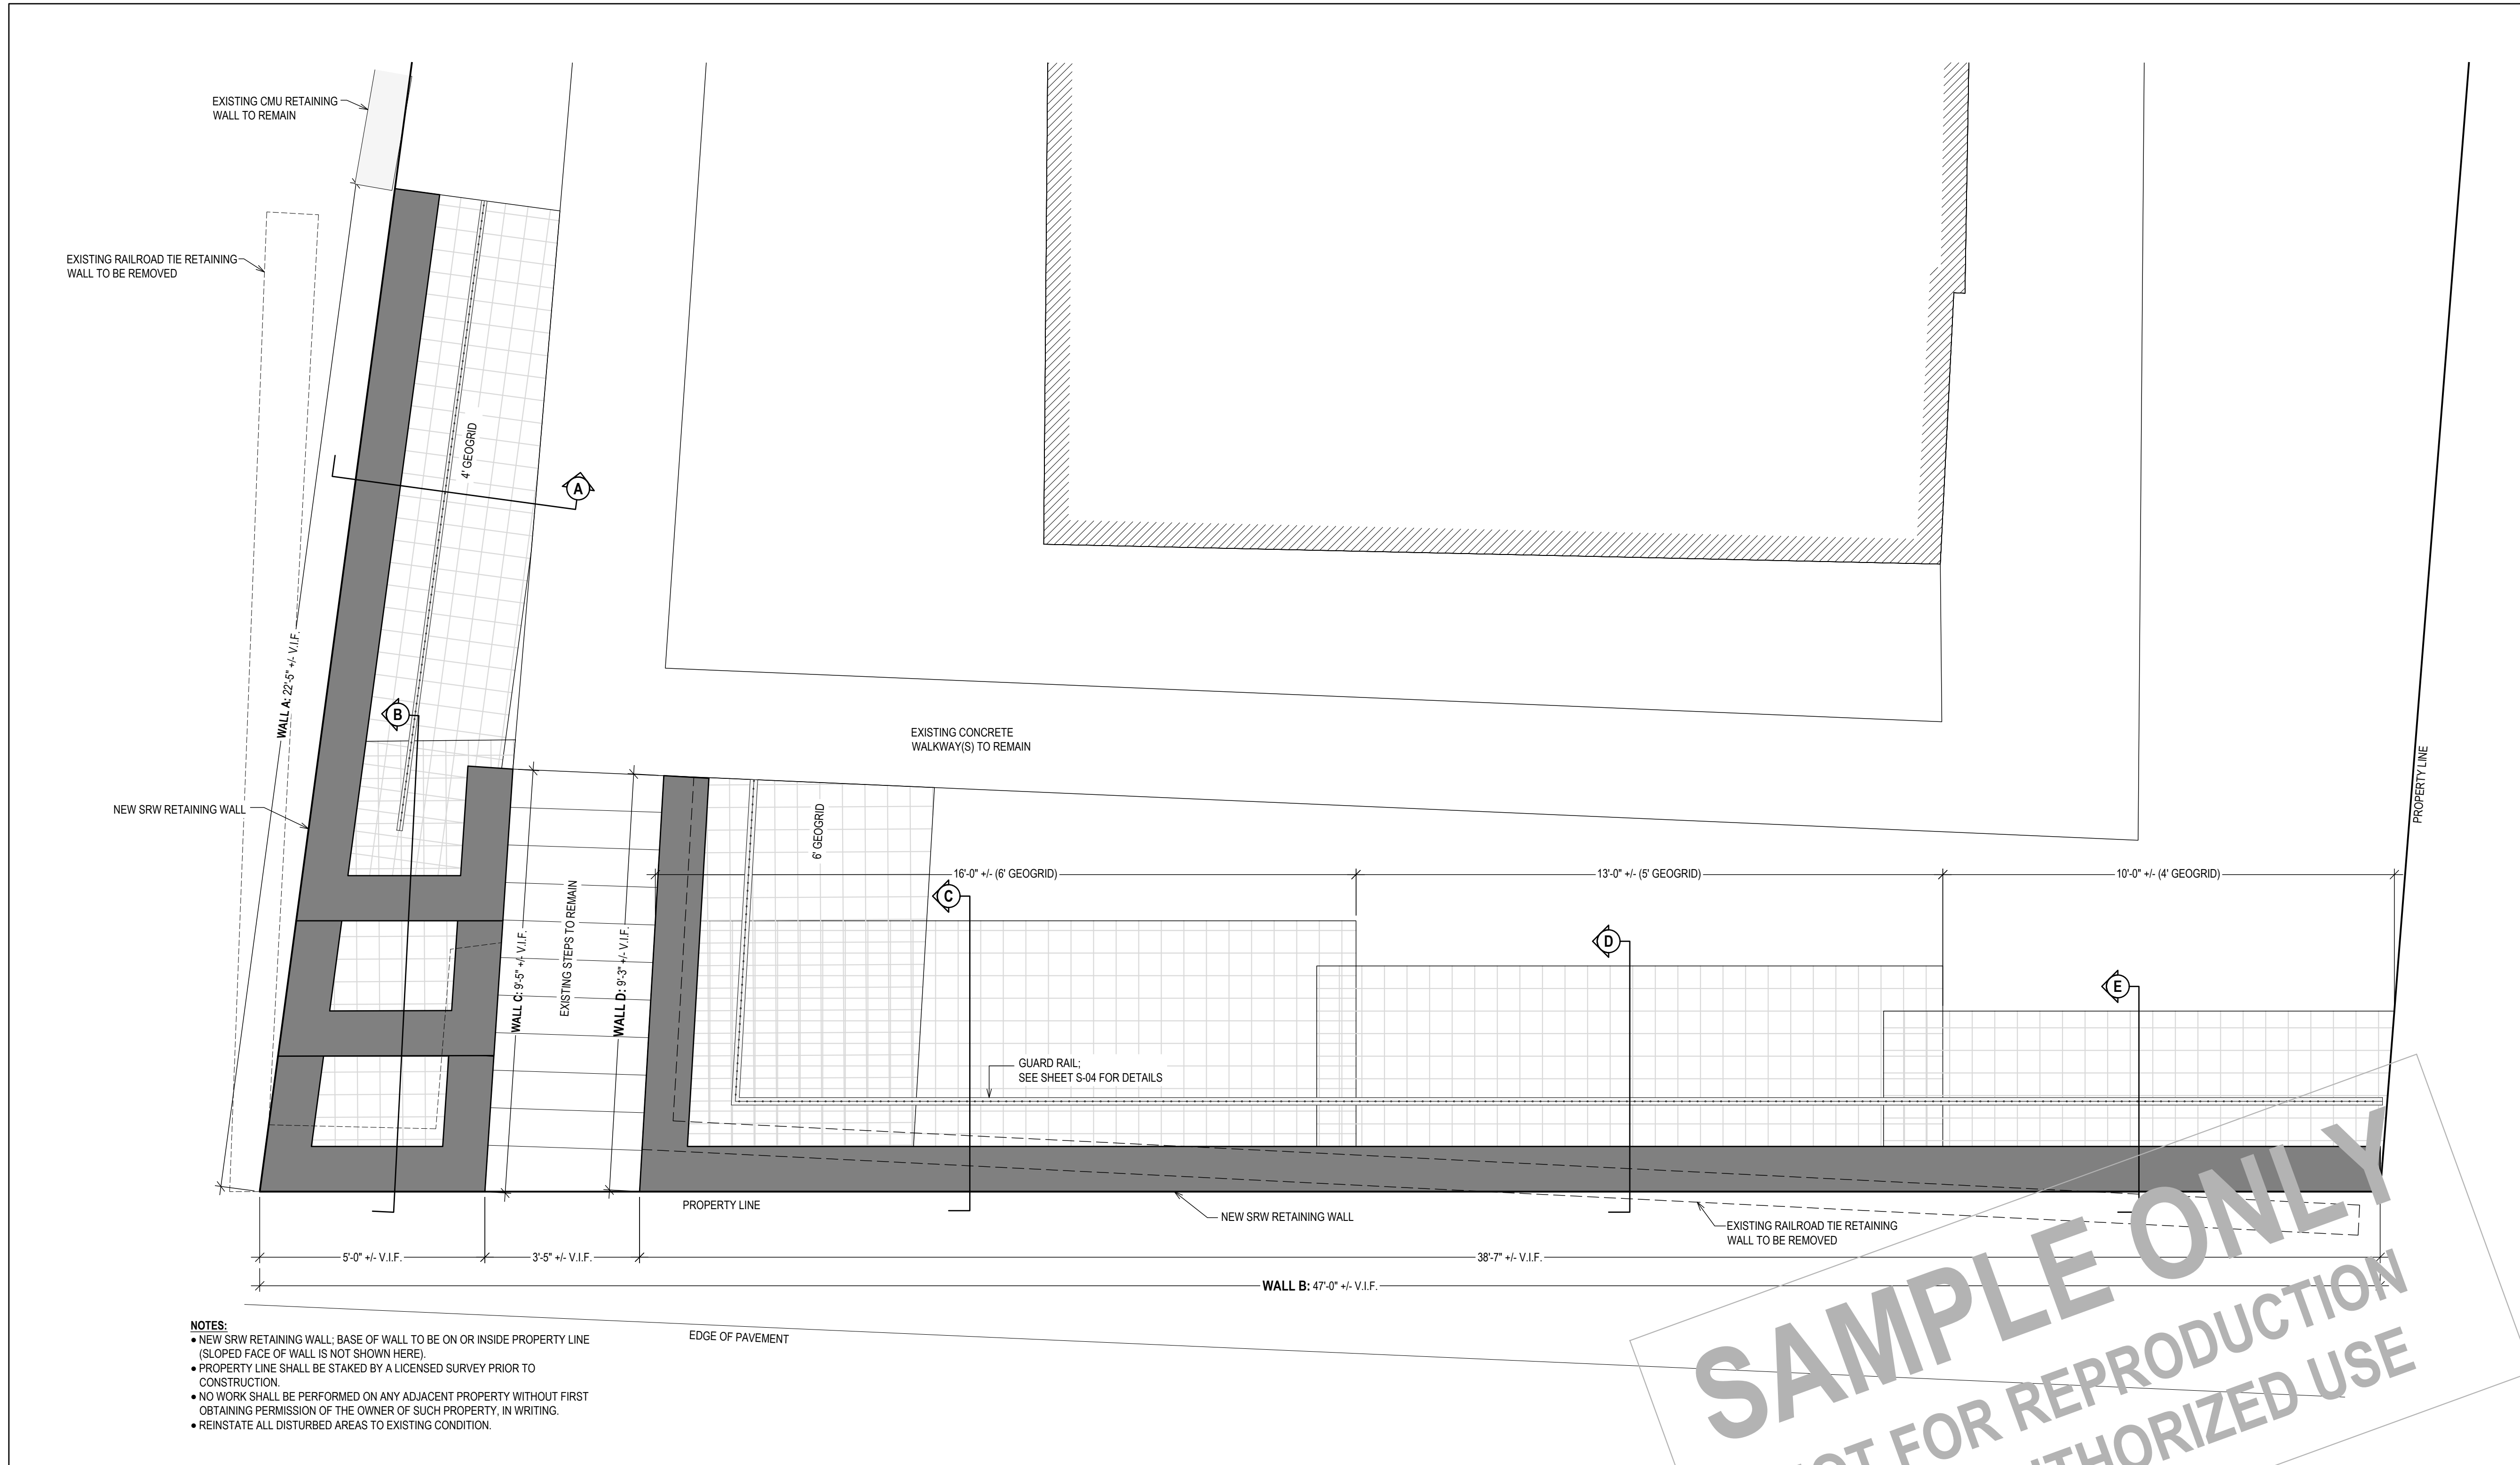 EXISTING CMU RETAINING
WALL TO REMAIN
EXISTING RAILROAD TIE RETAINING
WALL TO BE REMOVED
4' GEOGRID
A
WALL A: 22'-5" +/- V.I.F.
B
EXISTING CONCRETE
WALKWAY(S) TO REMAIN
PROPERTY LINE
NEW SRW RETAINING WALL
6' GEOGRID
16'-0" +/- (6' GEOGRID)
13'-0" +/- (5' GEOGRID)
10'-0" +/- (4' GEOGRID)
C
D
E
WALL C: 9'-5" +/- V.I.F.
EXISTING STEPS TO REMAIN
WALL D: 9'-3" +/- V.I.F.
GUARD RAIL;
SEE SHEET S-04 FOR DETAILS
PROPERTY LINE
NEW SRW RETAINING WALL
EXISTING RAILROAD TIE RETAINING
WALL TO BE REMOVED
5'-0" +/- V.I.F.
3'-5" +/- V.I.F.
38'-7" +/- V.I.F.
WALL B: 47'-0" +/- V.I.F.
EDGE OF PAVEMENT
NOTES:
● NEW SRW RETAINING WALL; BASE OF WALL TO BE ON OR INSIDE PROPERTY LINE
(SLOPED FACE OF WALL IS NOT SHOWN HERE).
● PROPERTY LINE SHALL BE STAKED BY A LICENSED SURVEY PRIOR TO
CONSTRUCTION.
● NO WORK SHALL BE PERFORMED ON ANY ADJACENT PROPERTY WITHOUT FIRST
OBTAINING PERMISSION OF THE OWNER OF SUCH PROPERTY, IN WRITING.
● REINSTATE ALL DISTURBED AREAS TO EXISTING CONDITION.
SAMPLE ONLY
FOR REPRODUCTION
USE